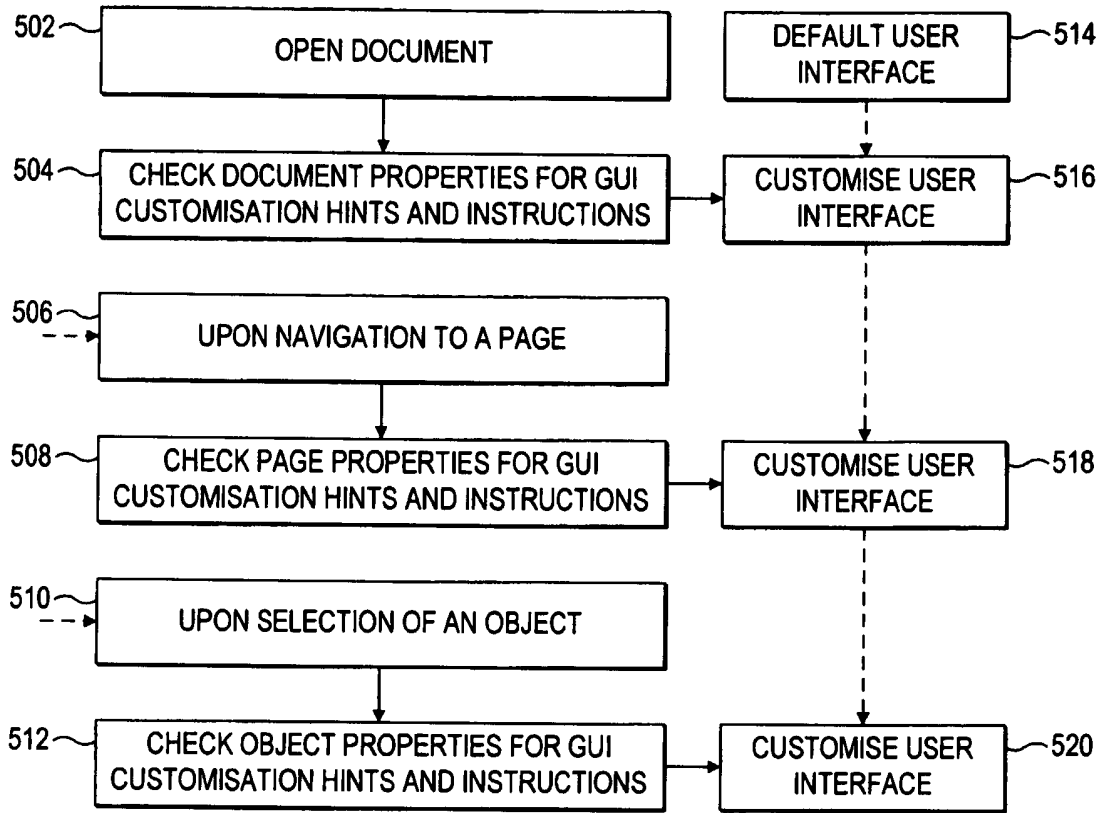 502
OPEN DOCUMENT
DEFAULT USER
INTERFACE
514
504
CHECK DOCUMENT PROPERTIES FOR GUI
CUSTOMISATION HINTS AND INSTRUCTIONS
CUSTOMISE USER
INTERFACE
516
506
UPON NAVIGATION TO A PAGE
508
CHECK PAGE PROPERTIES FOR GUI
CUSTOMISATION HINTS AND INSTRUCTIONS
CUSTOMISE USER
INTERFACE
518
510
UPON SELECTION OF AN OBJECT
512
CHECK OBJECT PROPERTIES FOR GUI
CUSTOMISATION HINTS AND INSTRUCTIONS
CUSTOMISE USER
INTERFACE
520